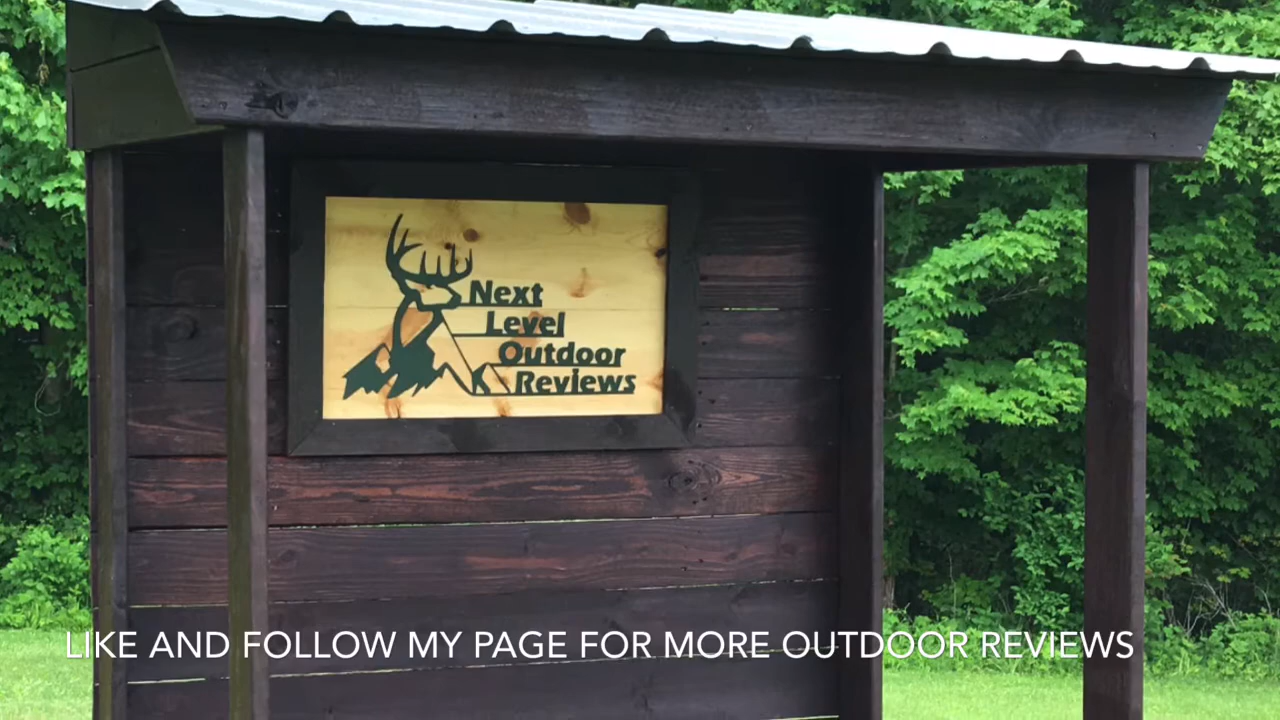 Next
Level
Outdoor
Reviews
LIKE AND FOLLOW MY PAGE FOR MORE OUTDOOR REVIEWS